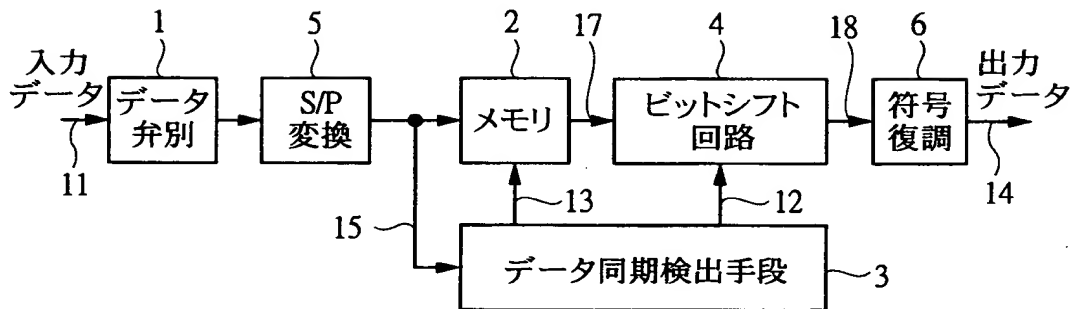 1
5
2
17
4
18
6
入力
データ
データ
弁別
S/P
変換
メモリ
ビットシフト
回路
符号
復調
出力
データ
11
15
13
12
14
データ同期検出手段
3